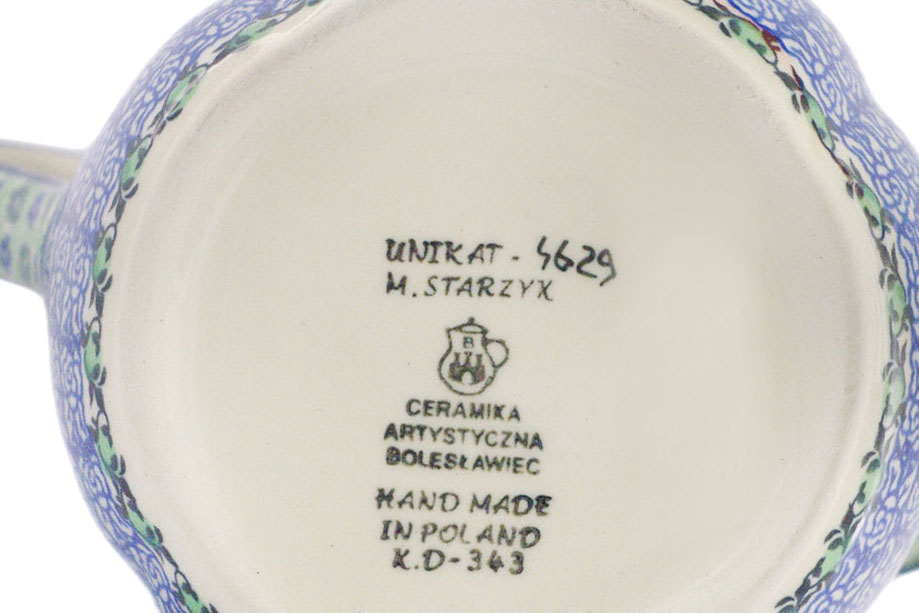 UNIKAT - 4629
M. STARZYK
B
CERAMIKA
ARTYSTYCZNA
BOLESŁAWIEC
HAND MADE
IN POLAND
K.D-343